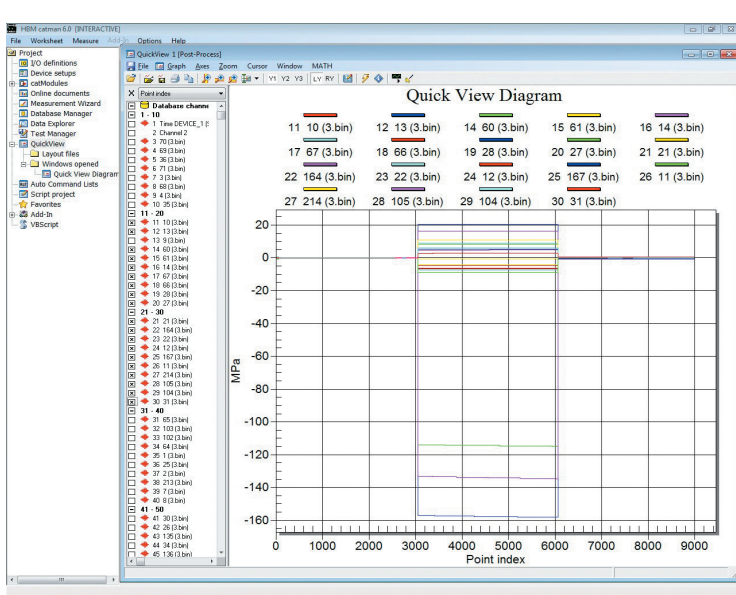 HBM catman 6.0 [INTERACTIVE]
File Worksheet Measure Add-In Options Help
Project
I/O definitions
Device setups
catModules
Online documents
Measurement Wizard
Database Manager
Data Explorer
Test Manager
QuickView
Layout files
Windows opened
Quick View Diagram
Auto Command Lists
Script project
Favorites
Add-In
VBScript
QuickView 1 [Post-Process]
File Graph Axes Zoom Cursor Window MATH
Y1 Y2 Y3 LY RY
Point index
Database channe
1 - 10
1 Time DEVICE_1 (
2 Channel 2
3 70 (3.bin)
4 69 (3.bin)
5 36 (3.bin)
6 71 (3.bin)
7 3 (3.bin)
8 68 (3.bin)
9 4 (3.bin)
10 35 (3.bin)
11 - 20
11 10 (3.bin)
12 13 (3.bin)
13 9 (3.bin)
14 60 (3.bin)
15 61 (3.bin)
16 14 (3.bin)
17 67 (3.bin)
18 66 (3.bin)
19 28 (3.bin)
20 27 (3.bin)
21 - 30
21 21 (3.bin)
22 164 (3.bin)
23 22 (3.bin)
24 12 (3.bin)
25 167 (3.bin)
26 11 (3.bin)
27 214 (3.bin)
28 105 (3.bin)
29 104 (3.bin)
30 31 (3.bin)
31 - 40
31 65 (3.bin)
32 103 (3.bin)
33 102 (3.bin)
34 64 (3.bin)
35 1 (3.bin)
36 25 (3.bin)
37 2 (3.bin)
38 213 (3.bin)
39 7 (3.bin)
40 8 (3.bin)
41 - 50
41 30 (3.bin)
42 26 (3.bin)
43 135 (3.bin)
44 34 (3.bin)
45 136 (3.bin)
Quick View Diagram
11 10 (3.bin) 12 13 (3.bin) 14 60 (3.bin) 15 61 (3.bin) 16 14 (3.bin)
17 67 (3.bin) 18 66 (3.bin) 19 28 (3.bin) 20 27 (3.bin) 21 21 (3.bin)
22 164 (3.bin) 23 22 (3.bin) 24 12 (3.bin) 25 167 (3.bin) 26 11 (3.bin)
27 214 (3.bin) 28 105 (3.bin) 29 104 (3.bin) 30 31 (3.bin)
20
0
-20
-40
-60
-80
-100
-120
-140
-160
MPa
0 1000 2000 3000 4000 5000 6000 7000 8000 9000
Point index